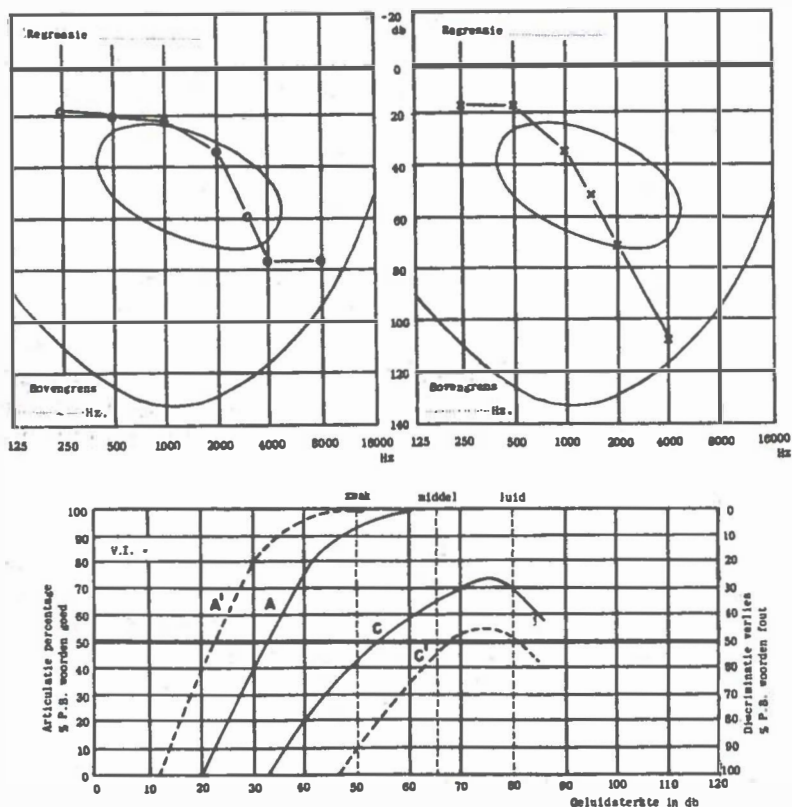 Regressie
Bovengrens
Hz.
125 250 500 1000 2000 4000 8000 16000
Hz
-20
db
0
20
40
60
80
100
120
140
Regressie
Bovengrens
Hz.
125 250 500 1000 2000 4000 8000 16000
Hz
zwak middel luid
100
90
80
70
60
50
40
30
20
10
0
Articulatie percentage
% P.B. woorden goed
V.I. =
A' A C C'
0
10
20
30
40
50
60
70
80
90
100
Discriminatie verlies
% P.B. woorden fout
0 10 20 30 40 50 60 70 80 90 100 110 120
Geluidsterkte in db